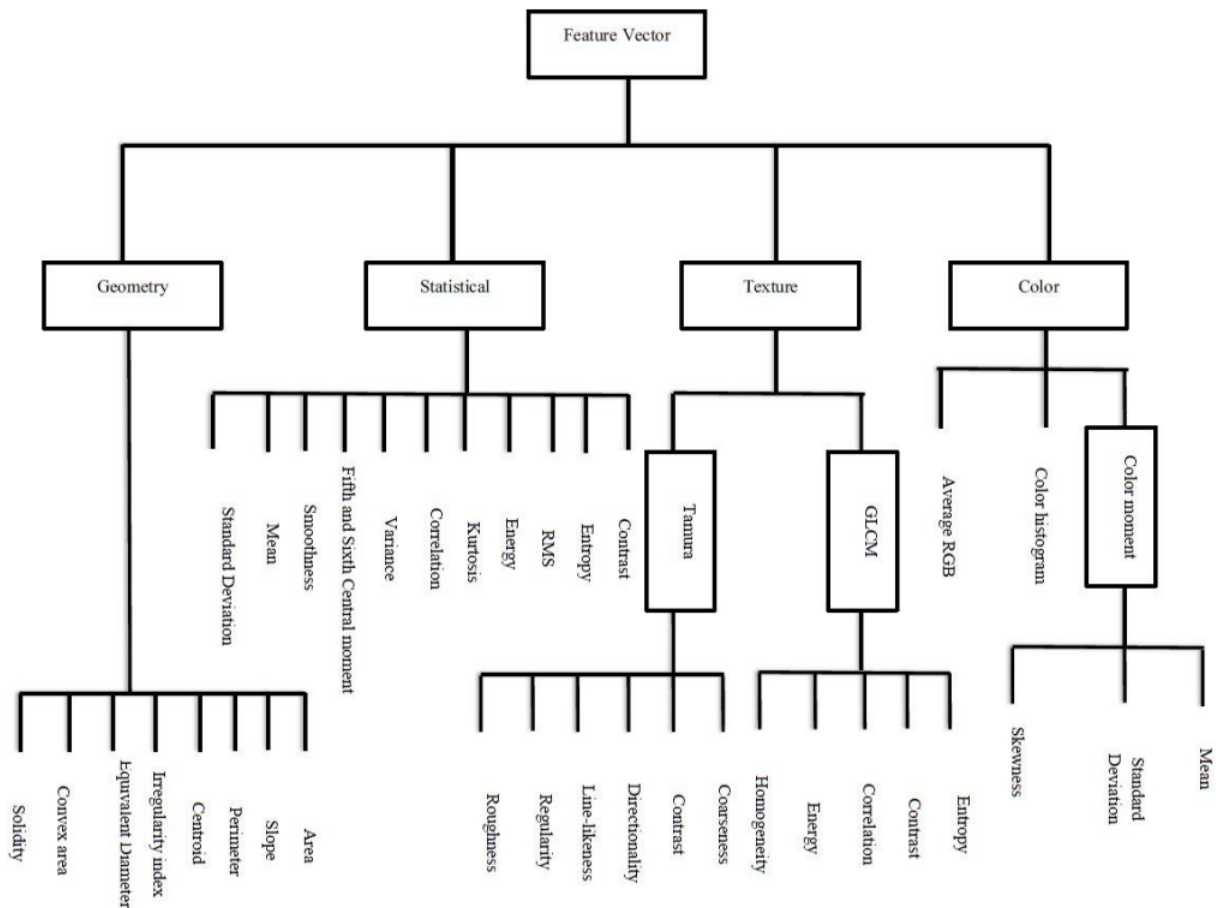 Feature Vector
Geometry
Statistical
Texture
Color
Tamura
GLCM
Color moment
Average RGB
Color histogram
Standard Deviation
Mean
Smoothness
Fifth and Sixth Central moment
Variance
Correlation
Kurtosis
Energy
RMS
Entropy
Contrast
Solidity
Convex area
Equivalent Diameter
Irregularity index
Centroid
Perimeter
Slope
Area
Roughness
Regularity
Line-likeness
Directionality
Contrast
Coarseness
Homogeneity
Energy
Correlation
Contrast
Entropy
Skewness
Standard
Deviation
Mean